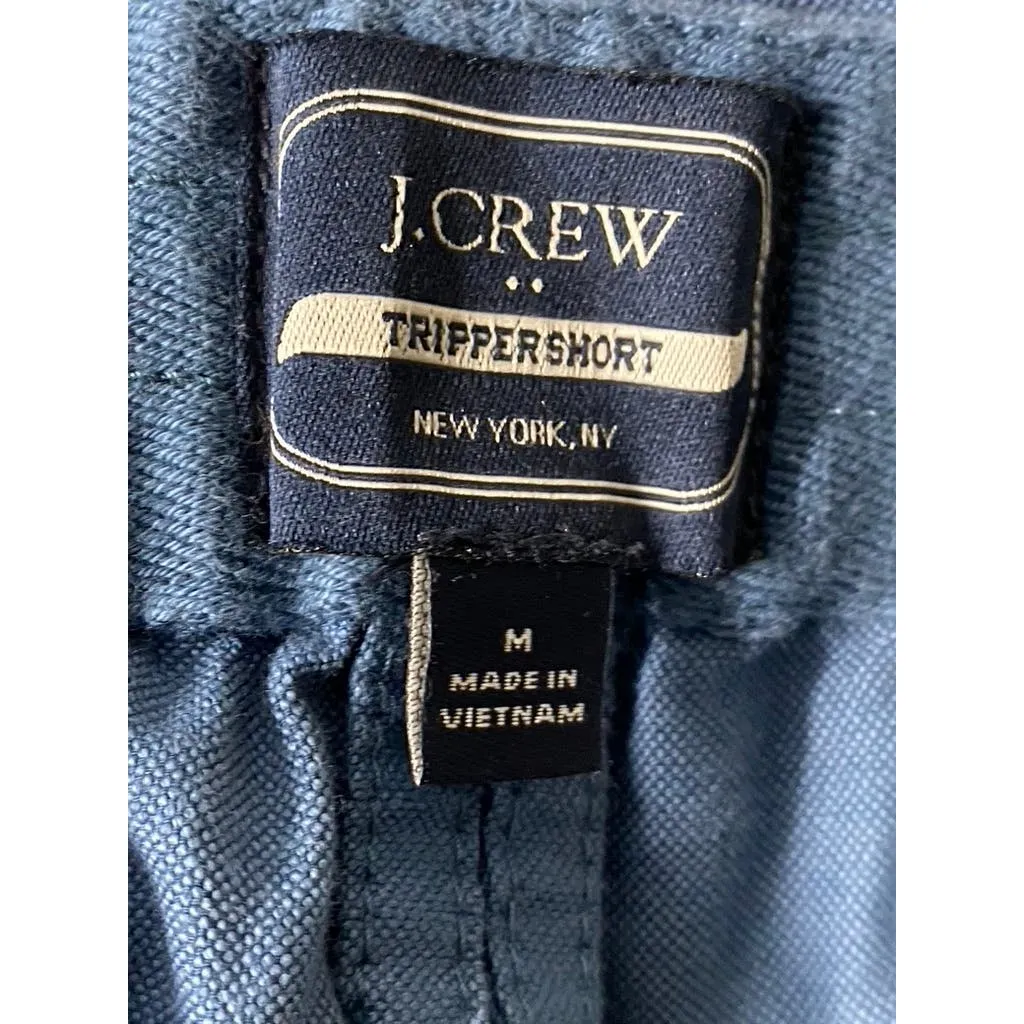 J.CREW
TRIPPERSHORT
NEW YORK, NY
M
MADE IN
VIETNAM